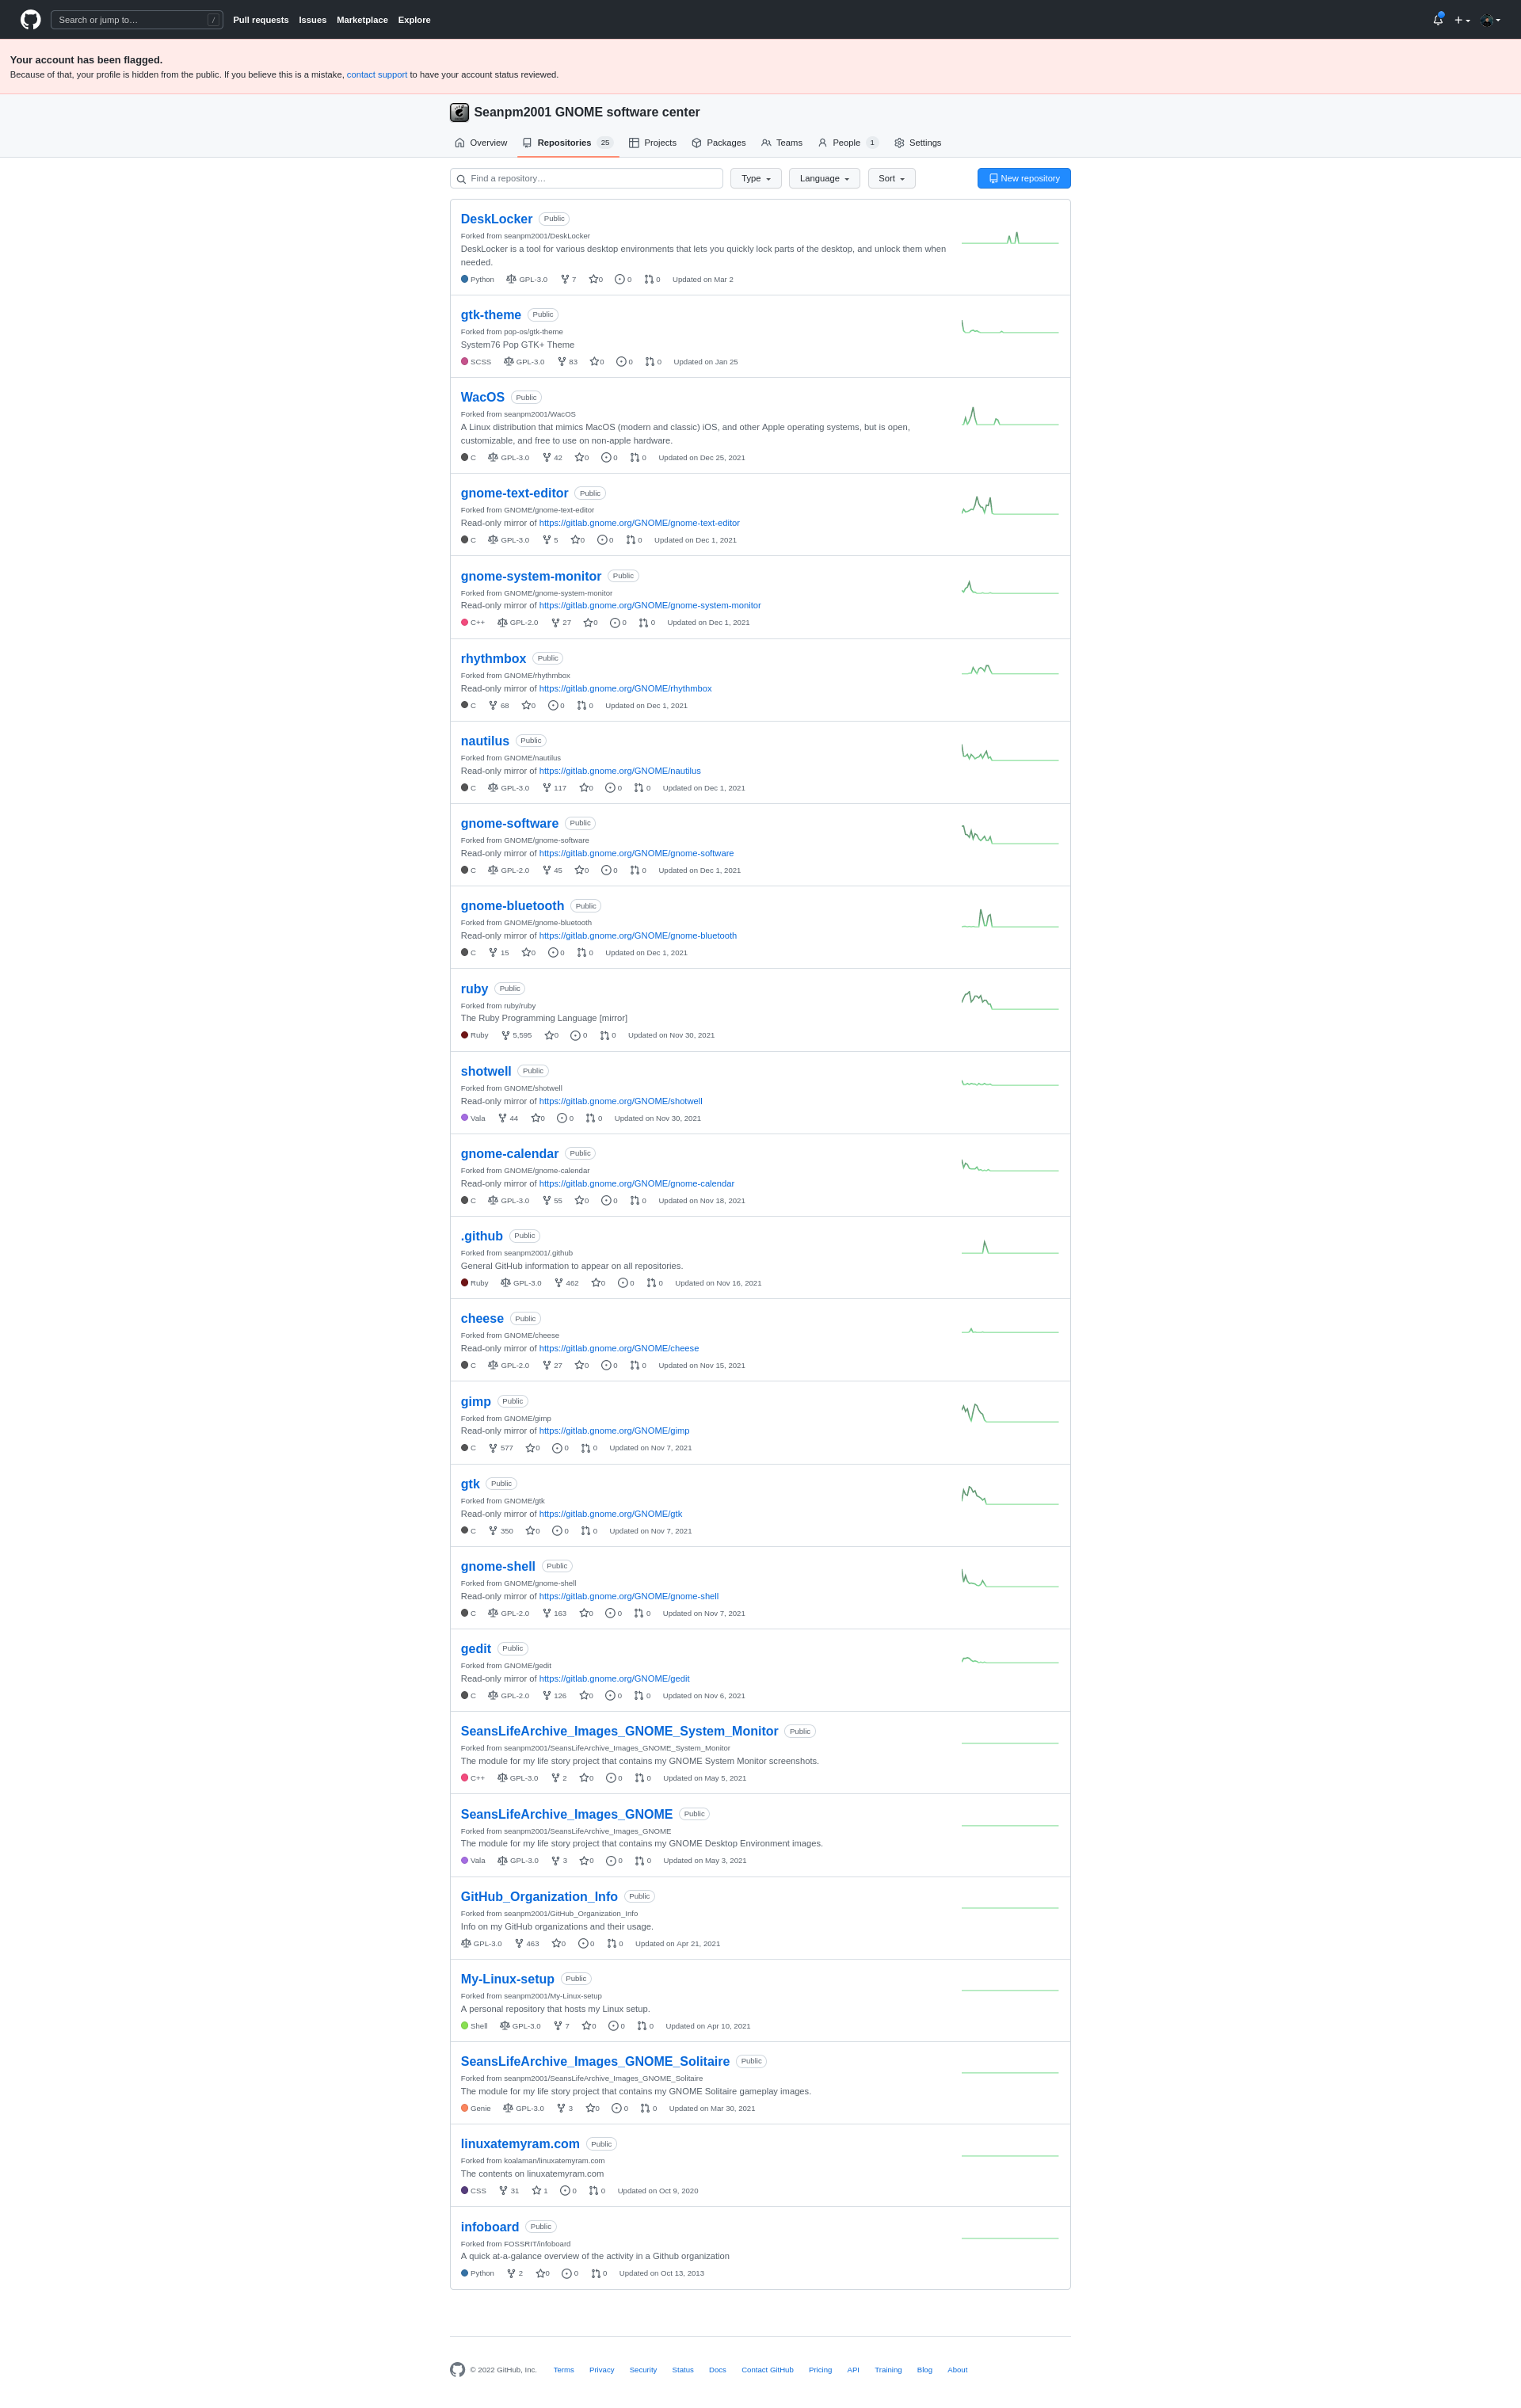 Search or jump to… /
Pull requests Issues Marketplace Explore
Your account has been flagged.
Because of that, your profile is hidden from the public. If you believe this is a mistake, contact support to have your account status reviewed.
Seanpm2001 GNOME software center
Overview Repositories 25 Projects Packages Teams People 1 Settings
Find a repository… Type Language Sort New repository
DeskLocker Public
Forked from seanpm2001/DeskLocker
DeskLocker is a tool for various desktop environments that lets you quickly lock parts of the desktop, and unlock them when
needed.
Python GPL-3.0 7 0 0 0 Updated on Mar 2
gtk-theme Public
Forked from pop-os/gtk-theme
System76 Pop GTK+ Theme
SCSS GPL-3.0 83 0 0 0 Updated on Jan 25
WacOS Public
Forked from seanpm2001/WacOS
A Linux distribution that mimics MacOS (modern and classic) iOS, and other Apple operating systems, but is open,
customizable, and free to use on non-apple hardware.
C GPL-3.0 42 0 0 0 Updated on Dec 25, 2021
gnome-text-editor Public
Forked from GNOME/gnome-text-editor
Read-only mirror of https://gitlab.gnome.org/GNOME/gnome-text-editor
C GPL-3.0 5 0 0 0 Updated on Dec 1, 2021
gnome-system-monitor Public
Forked from GNOME/gnome-system-monitor
Read-only mirror of https://gitlab.gnome.org/GNOME/gnome-system-monitor
C++ GPL-2.0 27 0 0 0 Updated on Dec 1, 2021
rhythmbox Public
Forked from GNOME/rhythmbox
Read-only mirror of https://gitlab.gnome.org/GNOME/rhythmbox
C 68 0 0 0 Updated on Dec 1, 2021
nautilus Public
Forked from GNOME/nautilus
Read-only mirror of https://gitlab.gnome.org/GNOME/nautilus
C GPL-3.0 117 0 0 0 Updated on Dec 1, 2021
gnome-software Public
Forked from GNOME/gnome-software
Read-only mirror of https://gitlab.gnome.org/GNOME/gnome-software
C GPL-2.0 45 0 0 0 Updated on Dec 1, 2021
gnome-bluetooth Public
Forked from GNOME/gnome-bluetooth
Read-only mirror of https://gitlab.gnome.org/GNOME/gnome-bluetooth
C 15 0 0 0 Updated on Dec 1, 2021
ruby Public
Forked from ruby/ruby
The Ruby Programming Language [mirror]
Ruby 5,595 0 0 0 Updated on Nov 30, 2021
shotwell Public
Forked from GNOME/shotwell
Read-only mirror of https://gitlab.gnome.org/GNOME/shotwell
Vala 44 0 0 0 Updated on Nov 30, 2021
gnome-calendar Public
Forked from GNOME/gnome-calendar
Read-only mirror of https://gitlab.gnome.org/GNOME/gnome-calendar
C GPL-3.0 55 0 0 0 Updated on Nov 18, 2021
.github Public
Forked from seanpm2001/.github
General GitHub information to appear on all repositories.
Ruby GPL-3.0 462 0 0 0 Updated on Nov 16, 2021
cheese Public
Forked from GNOME/cheese
Read-only mirror of https://gitlab.gnome.org/GNOME/cheese
C GPL-2.0 27 0 0 0 Updated on Nov 15, 2021
gimp Public
Forked from GNOME/gimp
Read-only mirror of https://gitlab.gnome.org/GNOME/gimp
C 577 0 0 0 Updated on Nov 7, 2021
gtk Public
Forked from GNOME/gtk
Read-only mirror of https://gitlab.gnome.org/GNOME/gtk
C 350 0 0 0 Updated on Nov 7, 2021
gnome-shell Public
Forked from GNOME/gnome-shell
Read-only mirror of https://gitlab.gnome.org/GNOME/gnome-shell
C GPL-2.0 163 0 0 0 Updated on Nov 7, 2021
gedit Public
Forked from GNOME/gedit
Read-only mirror of https://gitlab.gnome.org/GNOME/gedit
C GPL-2.0 126 0 0 0 Updated on Nov 6, 2021
SeansLifeArchive_Images_GNOME_System_Monitor Public
Forked from seanpm2001/SeansLifeArchive_Images_GNOME_System_Monitor
The module for my life story project that contains my GNOME System Monitor screenshots.
C++ GPL-3.0 2 0 0 0 Updated on May 5, 2021
SeansLifeArchive_Images_GNOME Public
Forked from seanpm2001/SeansLifeArchive_Images_GNOME
The module for my life story project that contains my GNOME Desktop Environment images.
Vala GPL-3.0 3 0 0 0 Updated on May 3, 2021
GitHub_Organization_Info Public
Forked from seanpm2001/GitHub_Organization_Info
Info on my GitHub organizations and their usage.
GPL-3.0 463 0 0 0 Updated on Apr 21, 2021
My-Linux-setup Public
Forked from seanpm2001/My-Linux-setup
A personal repository that hosts my Linux setup.
Shell GPL-3.0 7 0 0 0 Updated on Apr 10, 2021
SeansLifeArchive_Images_GNOME_Solitaire Public
Forked from seanpm2001/SeansLifeArchive_Images_GNOME_Solitaire
The module for my life story project that contains my GNOME Solitaire gameplay images.
Genie GPL-3.0 3 0 0 0 Updated on Mar 30, 2021
linuxatemyram.com Public
Forked from koalaman/linuxatemyram.com
The contents on linuxatemyram.com
CSS 31 1 0 0 Updated on Oct 9, 2020
infoboard Public
Forked from FOSSRIT/infoboard
A quick at-a-galance overview of the activity in a Github organization
Python 2 0 0 0 Updated on Oct 13, 2013
© 2022 GitHub, Inc. Terms Privacy Security Status Docs Contact GitHub Pricing API Training Blog About